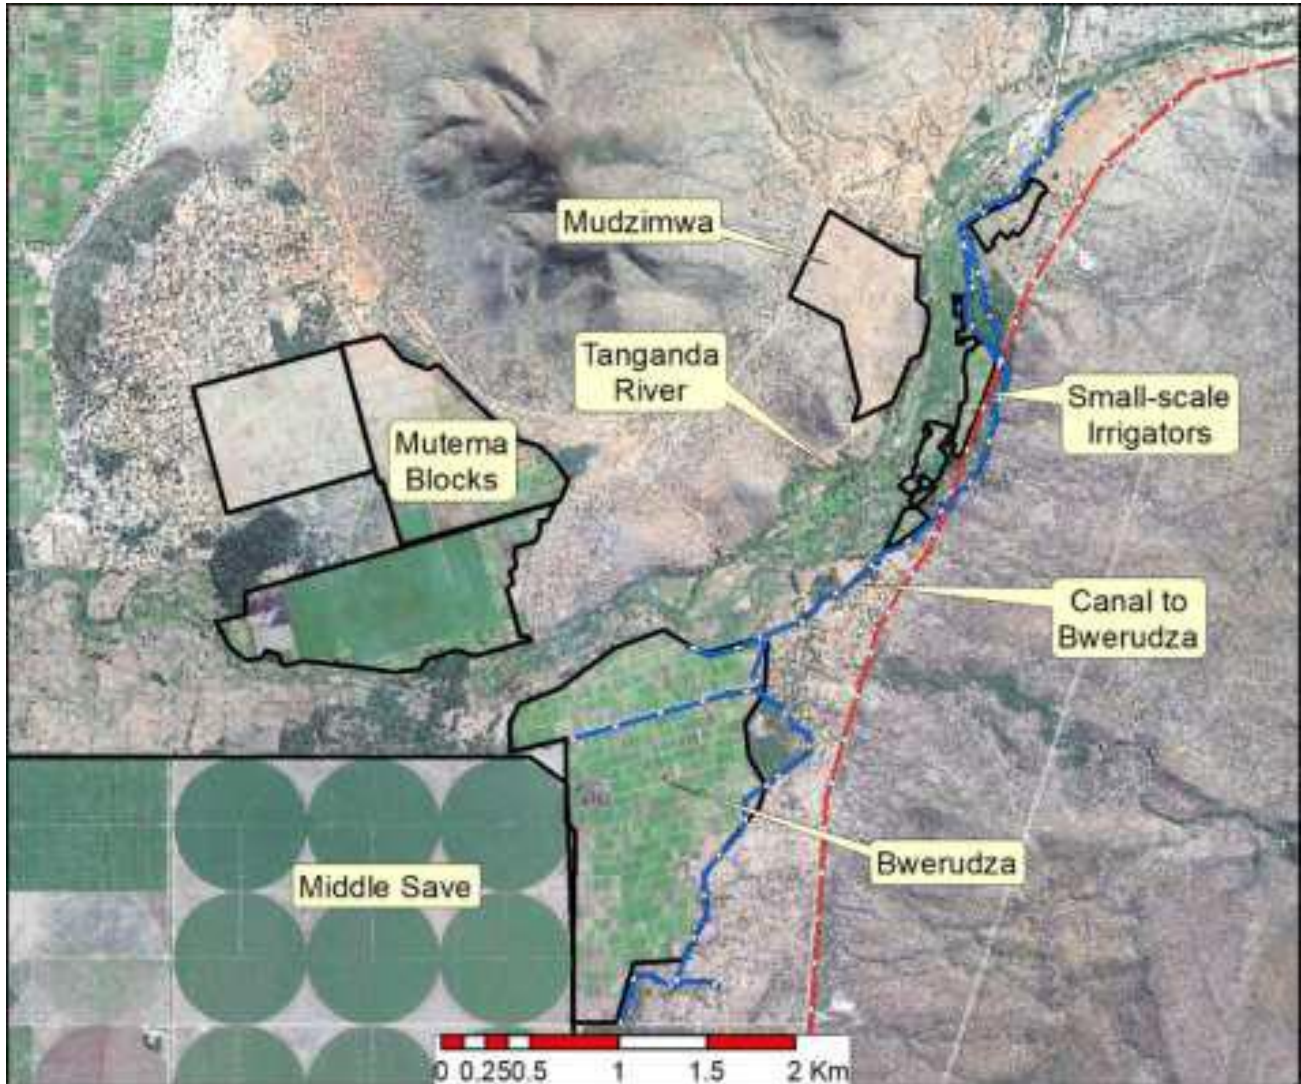 Mudzimwa
Tanganda
River
Small-scale
Irrigators
Mutema
Blocks
Canal to
Bwerudza
Bwerudza
Middle Save
0 0.250.5 1 1.5 2 Km